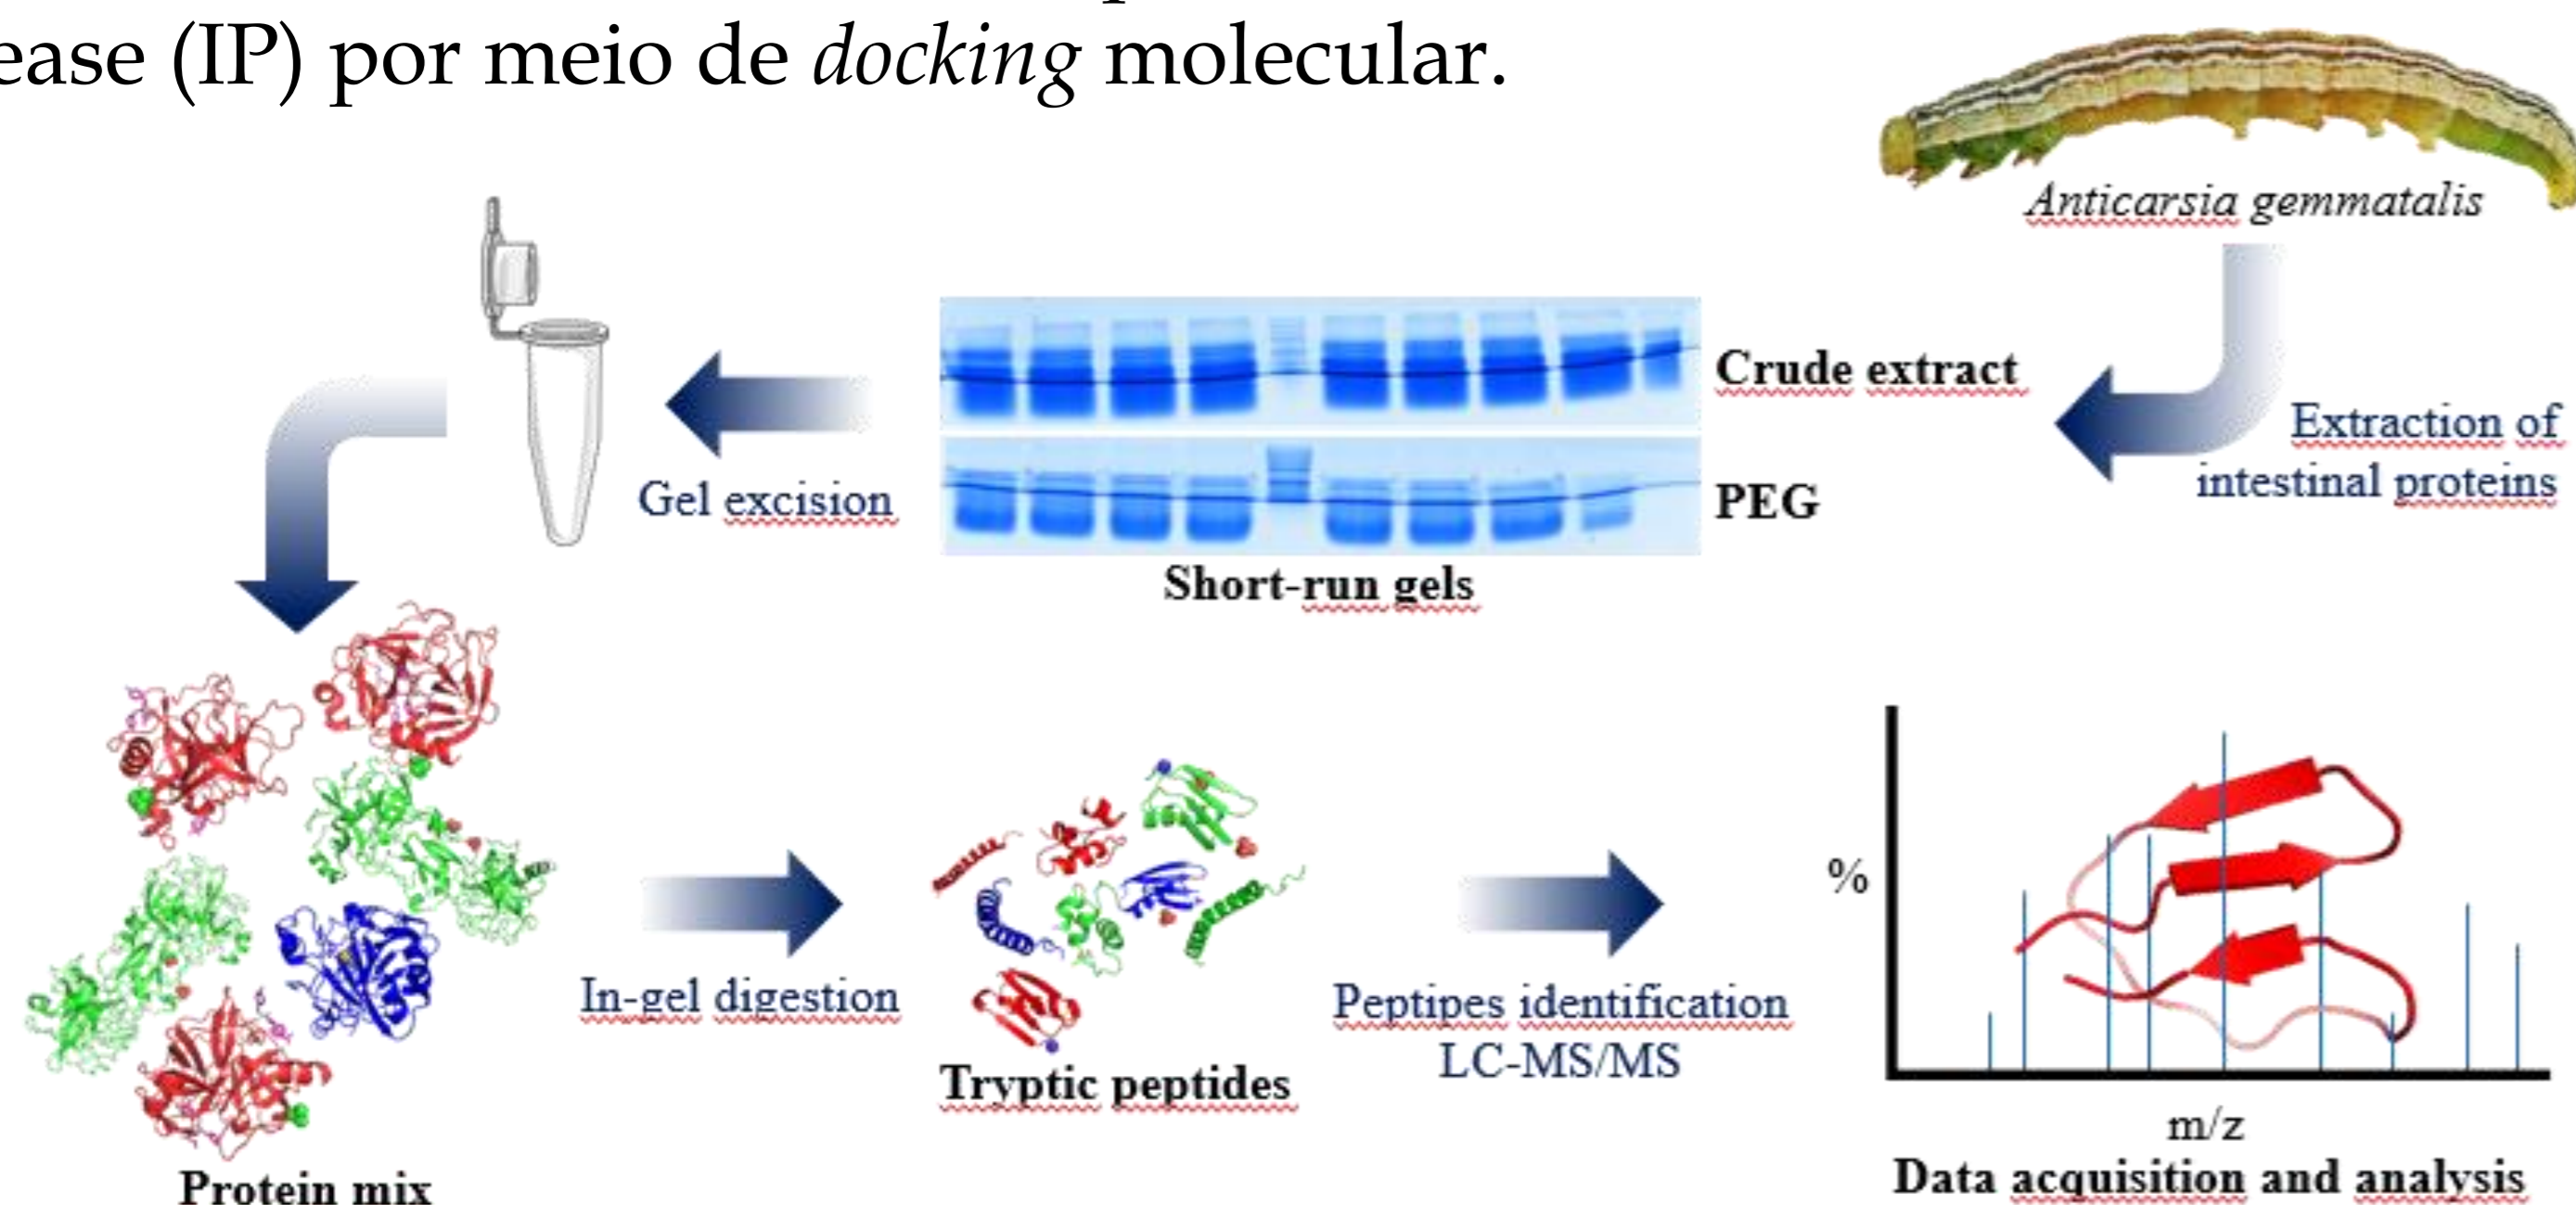 ease (IP) por meio de docking molecular.
Anticarsia gemmatalis
Extraction of
intestinal proteins
Crude extract
PEG
Short-run gels
Gel excision
Protein mix
In-gel digestion
Tryptic peptides
Peptipes identification
LC-MS/MS
%
m/z
Data acquisition and analysis